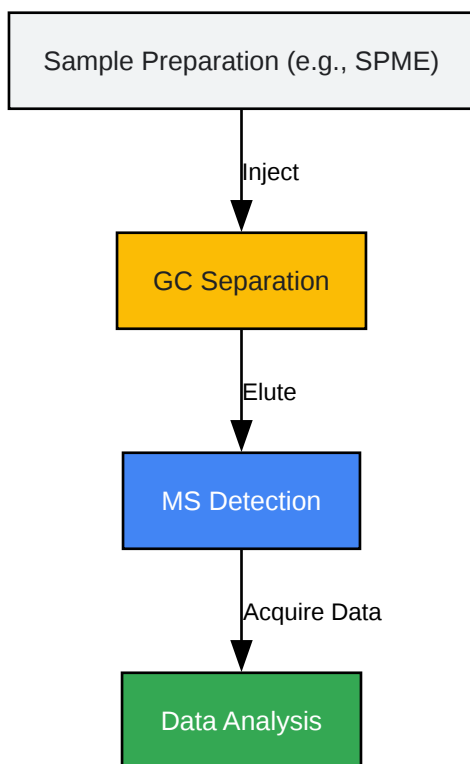 Sample Preparation (e.g., SPME)
Inject
GC Separation
Elute
MS Detection
Acquire Data
Data Analysis